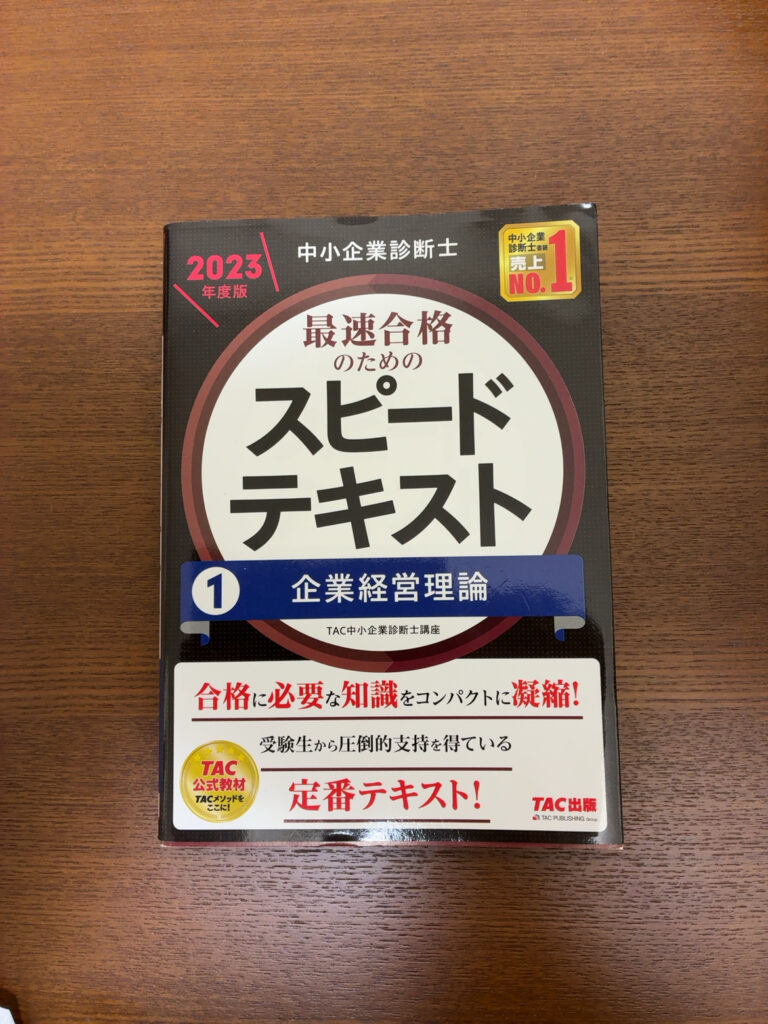 2023
年度版
中小企業診断士
中小企業
診断士書籍
売上
NO.1
最速合格
のための
スピード
テキスト
1 企業経営理論
TAC中小企業診断士講座
合格に必要な知識をコンパクトに凝縮!
受験生から圧倒的支持を得ている
定番テキスト!
TAC
公式教材
TACメソッドを
ここに!
TAC出版
TAC PUBLISHING Group